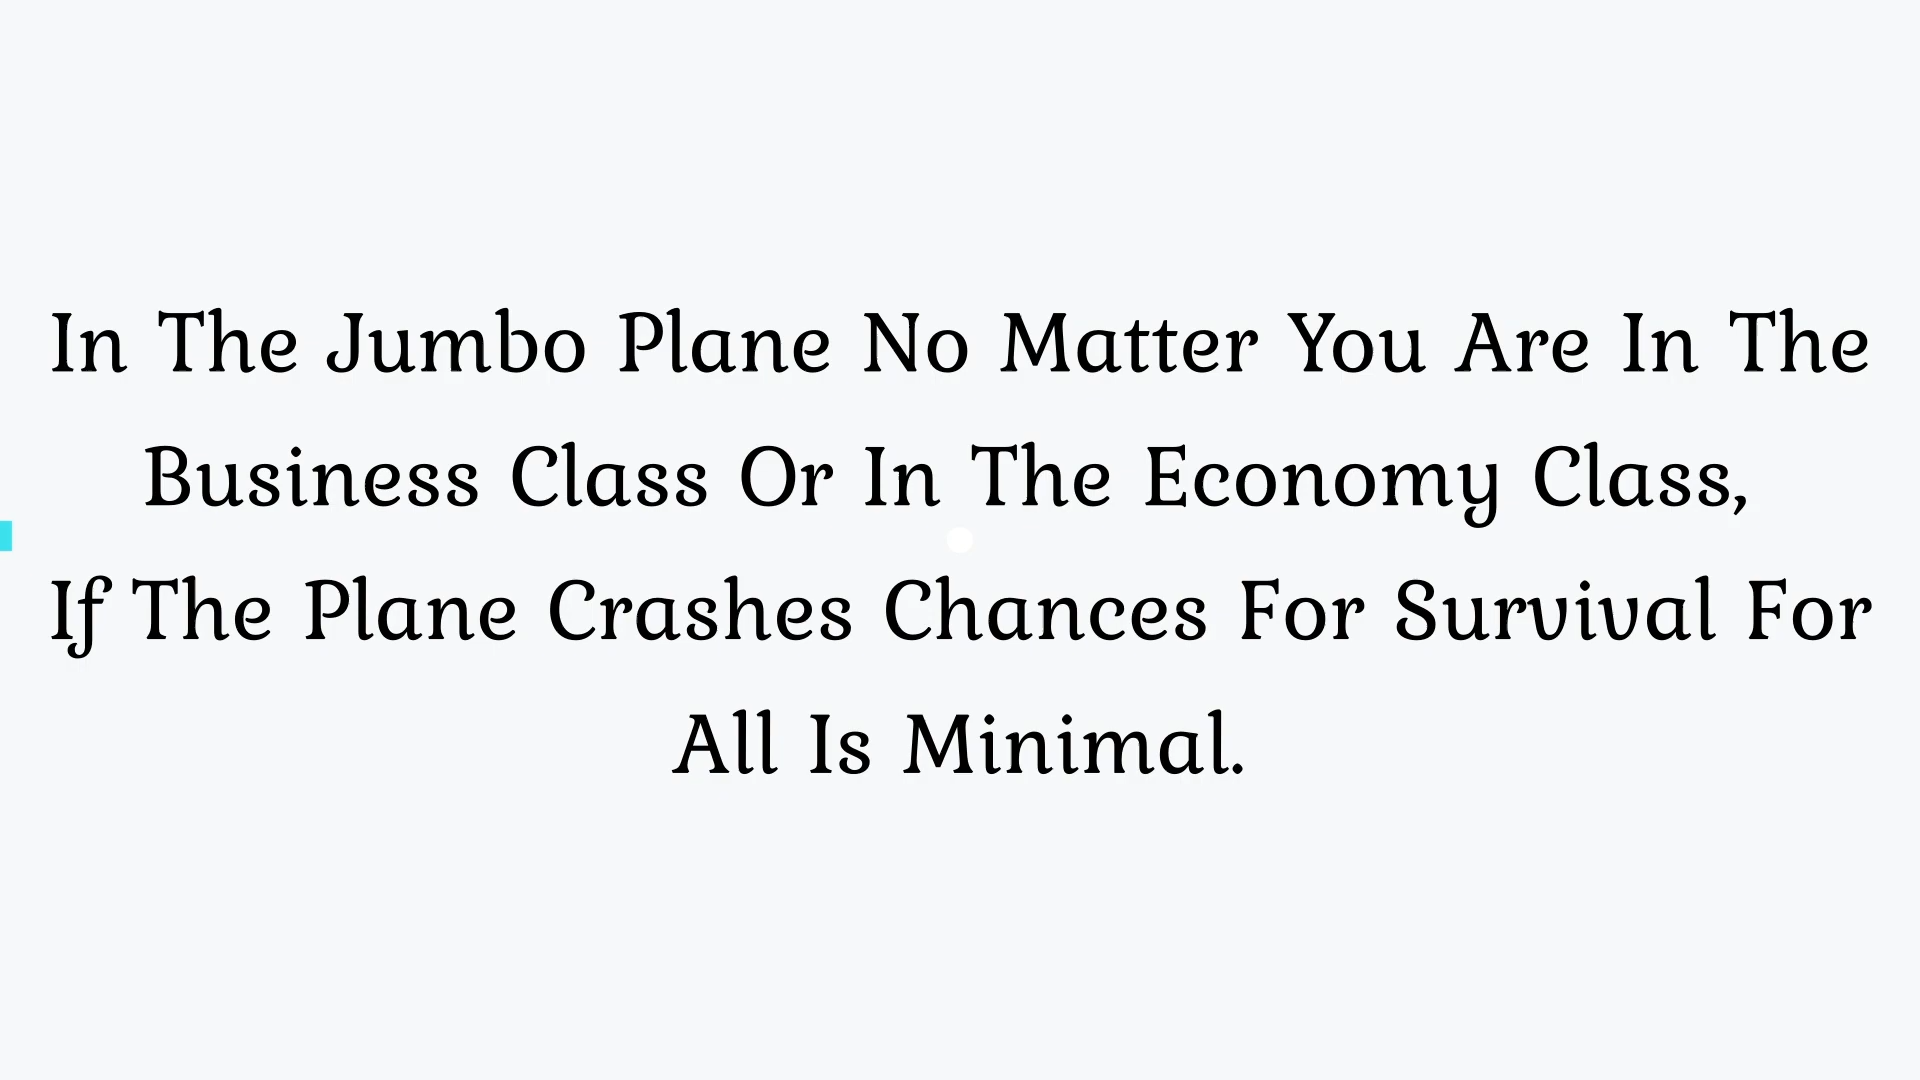 In The Jumbo Plane No Matter You Are In The
Business Class Or In The Economy Class,
If The Plane Crashes Chances For Survival For
All Is Minimal.